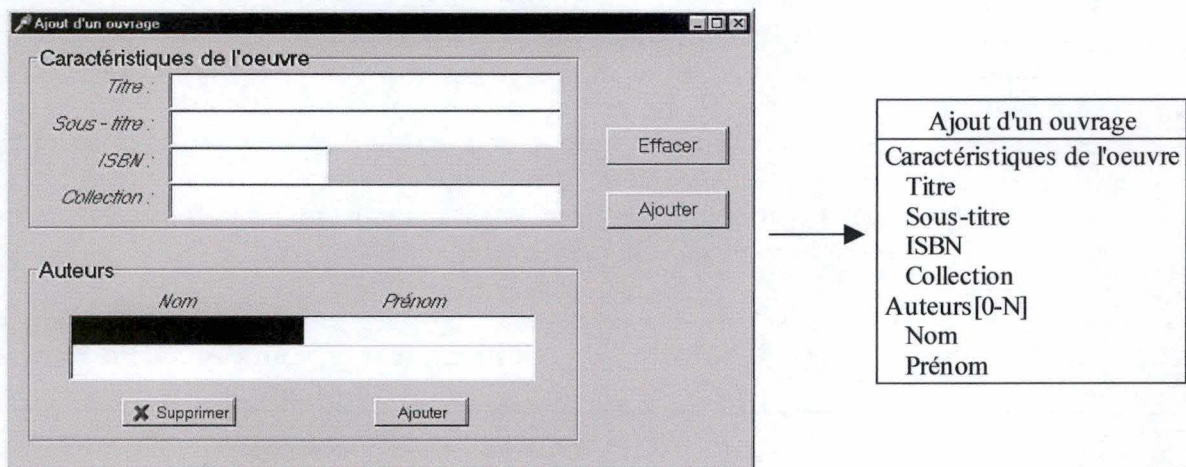 Ajout d'un ouvrage
Caractéristiques de l'oeuvre
Titre :
Sous - titre :
ISBN :
Collection :
Effacer
Ajouter
Auteurs
Nom Prénom
Supprimer Ajouter
Ajout d'un ouvrage
Caractéristiques de l'oeuvre
Titre
Sous-titre
ISBN
Collection
Auteurs[0-N]
Nom
Prénom